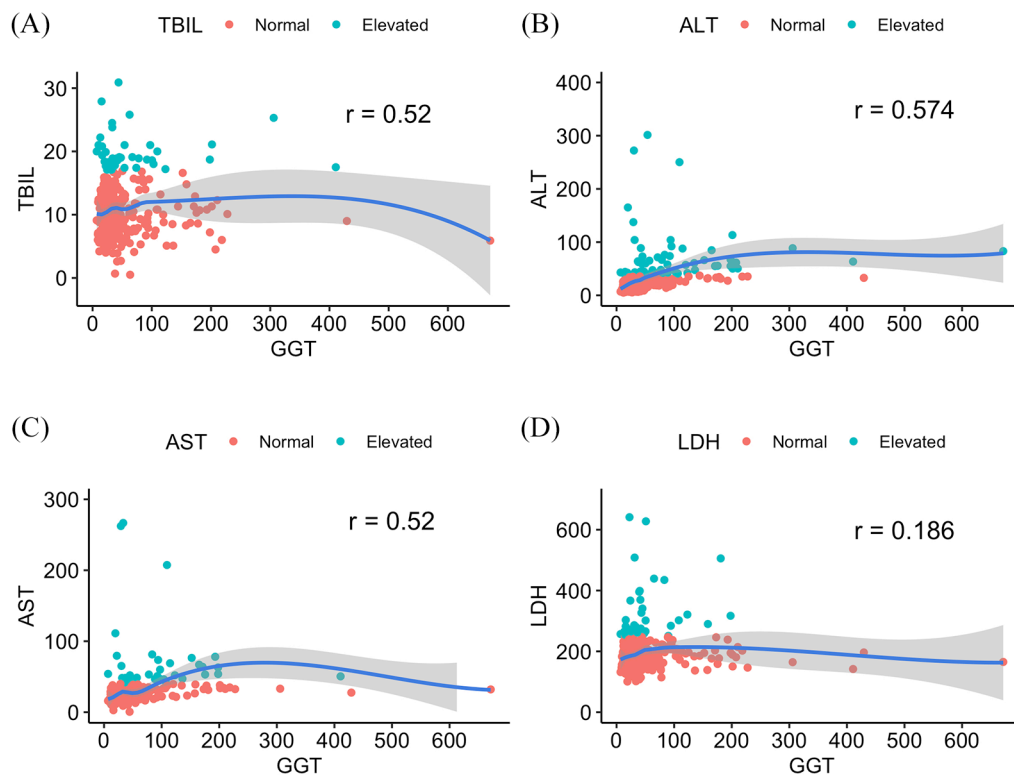 (A) TBIL Normal Elevated
30
20
10
0
TBIL
r = 0.52
0 100 200 300 400 500 600
GGT
(B) ALT Normal Elevated
400
300
200
100
0
ALT
r = 0.574
0 100 200 300 400 500 600
GGT
(C) AST Normal Elevated
300
200
100
0
AST
r = 0.52
0 100 200 300 400 500 600
GGT
(D) LDH Normal Elevated
600
400
200
0
LDH
r = 0.186
0 100 200 300 400 500 600
GGT